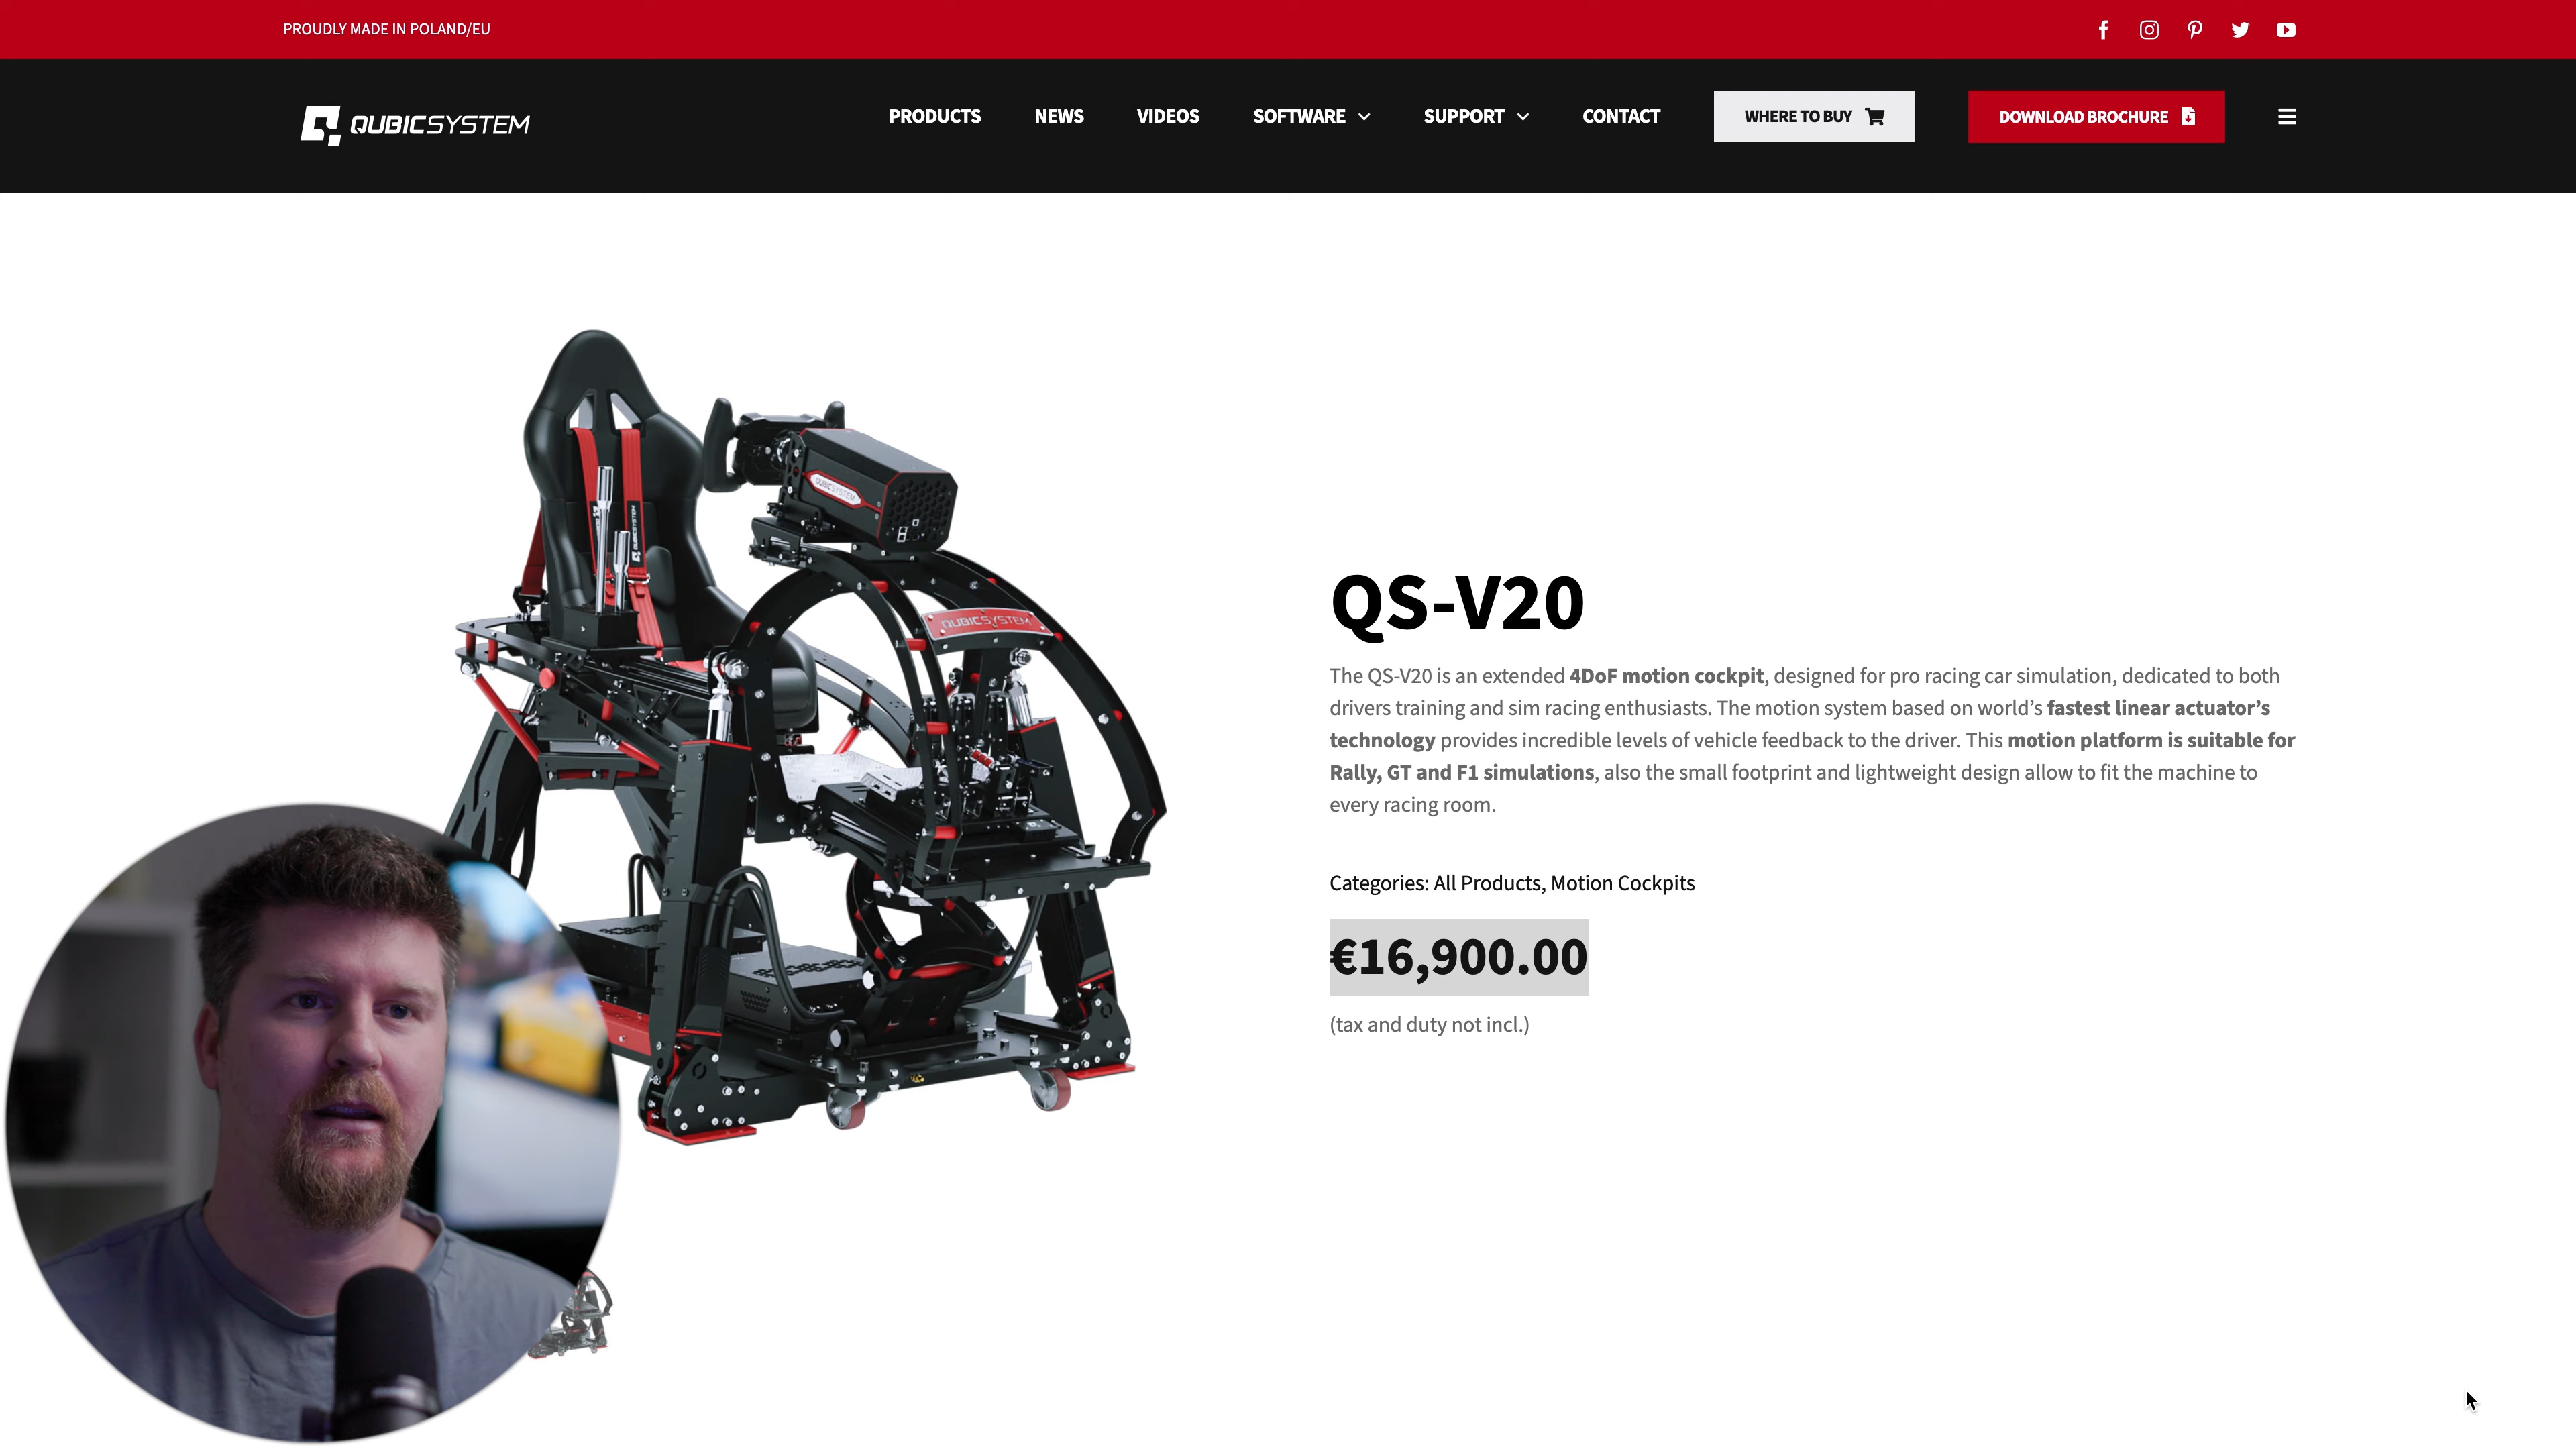 PROUDLY MADE IN POLAND/EU
QUBICSYSTEM
PRODUCTS
NEWS
VIDEOS
SOFTWARE
SUPPORT
CONTACT
WHERE TO BUY
DOWNLOAD BROCHURE
QUBICSYSTEM
QUBICSYSTEM
QUBICSYSTEM
QS-V20
The QS-V20 is an extended 4DoF motion cockpit, designed for pro racing car simulation, dedicated to both
drivers training and sim racing enthusiasts. The motion system based on world’s fastest linear actuator’s
technology provides incredible levels of vehicle feedback to the driver. This motion platform is suitable for
Rally, GT and F1 simulations, also the small footprint and lightweight design allow to fit the machine to
every racing room.
Categories: All Products, Motion Cockpits
€16,900.00
(tax and duty not incl.)